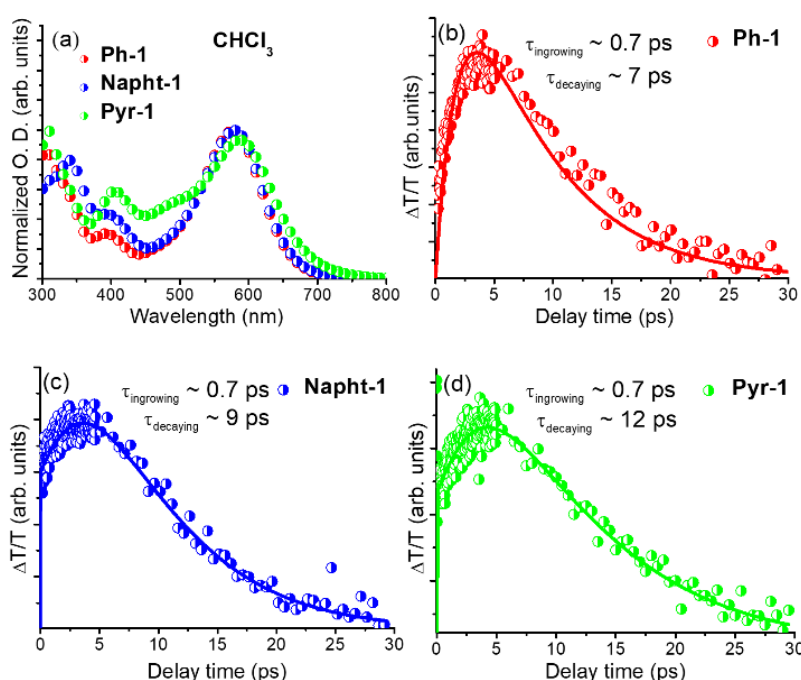 (a) CHCl₃
Ph-1
Napht-1
Pyr-1
Normalized O. D. (arb. units)
300 400 500 600 700 800
Wavelength (nm)
(b) τingrowing ~ 0.7 ps Ph-1
τdecaying ~ 7 ps
ΔT/T (arb.units)
0 5 10 15 20 25 30
Delay time (ps)
(c) τingrowing ~ 0.7 ps Napht-1
τdecaying ~ 9 ps
ΔT/T (arb. units)
0 5 10 15 20 25 30
Delay time (ps)
(d) τingrowing ~ 0.7 ps Pyr-1
τdecaying ~ 12 ps
ΔT/T (arb. units)
0 5 10 15 20 25 30
Delay time (ps)